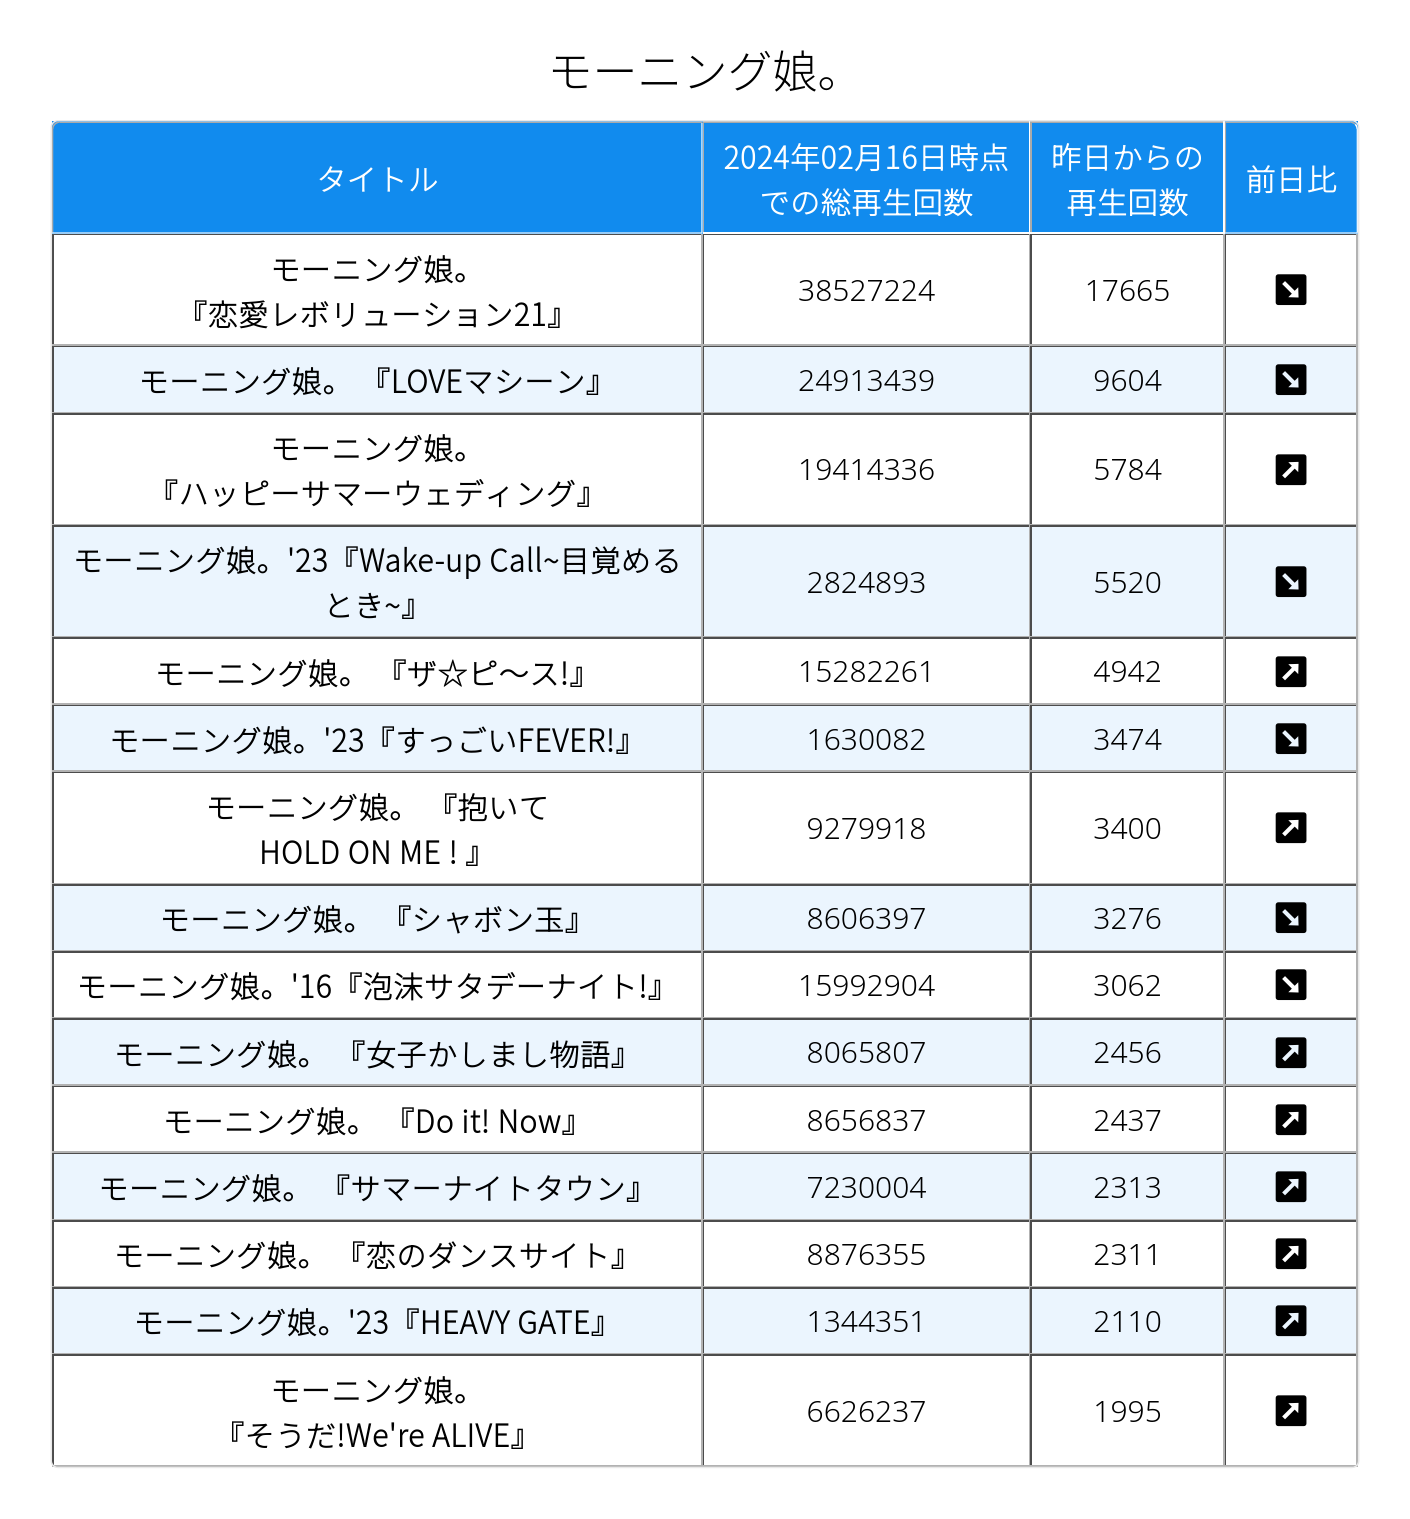 モーニング娘。
タイトル
2024年02月16日時点
での総再生回数
昨日からの
再生回数
前日比
モーニング娘。
『恋愛レボリューション21』
38527224
17665
↘
モーニング娘。 『LOVEマシーン』
24913439
9604
↘
モーニング娘。
『ハッピーサマーウェディング』
19414336
5784
↗
モーニング娘。'23『Wake-up Call~目覚める
とき~』
2824893
5520
↘
モーニング娘。 『ザ☆ピ～ス!』
15282261
4942
↗
モーニング娘。'23『すっごいFEVER!』
1630082
3474
↘
モーニング娘。 『抱いて
HOLD ON ME ! 』
9279918
3400
↗
モーニング娘。 『シャボン玉』
8606397
3276
↘
モーニング娘。'16『泡沫サタデーナイト!』
15992904
3062
↘
モーニング娘。 『女子かしまし物語』
8065807
2456
↗
モーニング娘。 『Do it! Now』
8656837
2437
↗
モーニング娘。 『サマーナイトタウン』
7230004
2313
↗
モーニング娘。 『恋のダンスサイト』
8876355
2311
↗
モーニング娘。'23『HEAVY GATE』
1344351
2110
↗
モーニング娘。
『そうだ!We're ALIVE』
6626237
1995
↗